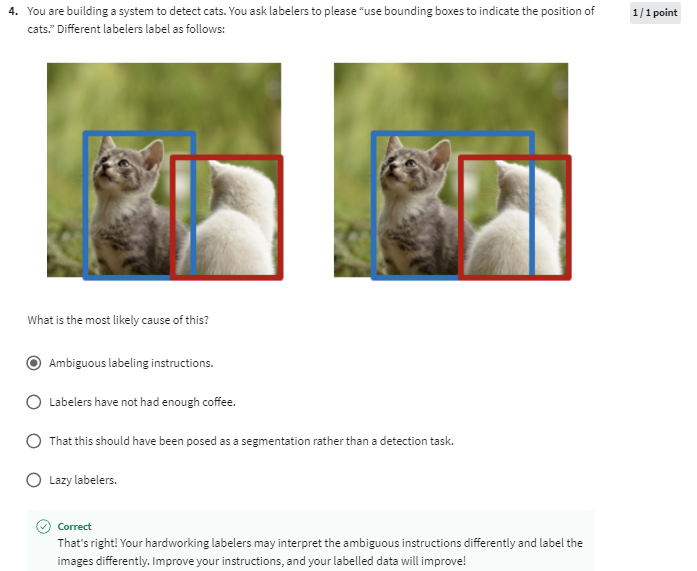 4. You are building a system to detect cats. You ask labelers to please “use bounding boxes to indicate the position of
cats.” Different labelers label as follows:
1 / 1 point
What is the most likely cause of this?
Ambiguous labeling instructions.
Labelers have not had enough coffee.
That this should have been posed as a segmentation rather than a detection task.
Lazy labelers.
Correct
That's right! Your hardworking labelers may interpret the ambiguous instructions differently and label the
images differently. Improve your instructions, and your labelled data will improve!